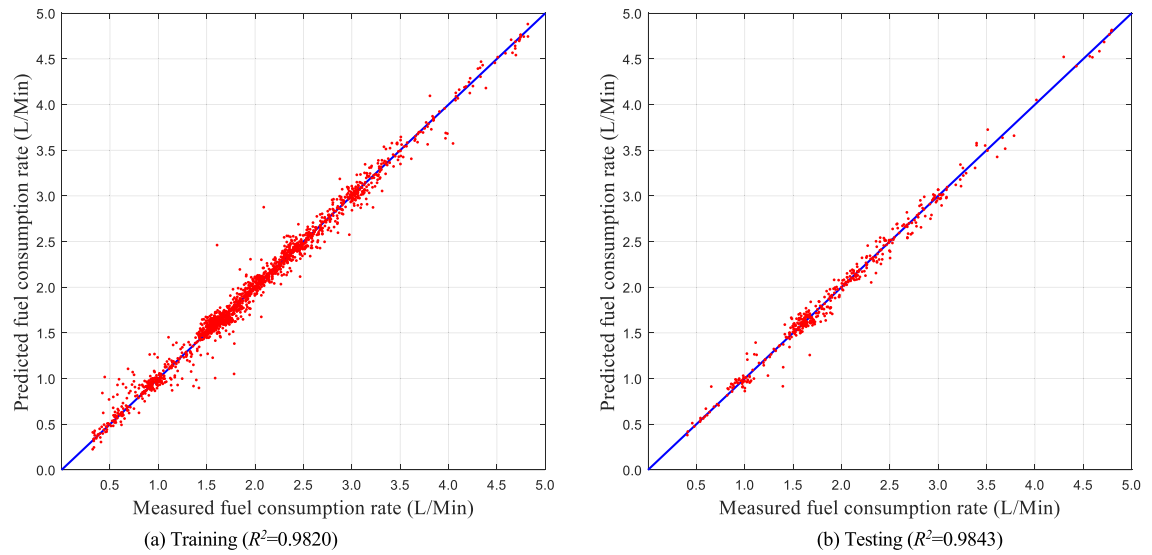 Predicted fuel consumption rate (L/Min)
5.0
4.5
4.0
3.5
3.0
2.5
2.0
1.5
1.0
0.5
0.0
0.5 1.0 1.5 2.0 2.5 3.0 3.5 4.0 4.5 5.0
Measured fuel consumption rate (L/Min)
(a) Training (R²=0.9820)
Predicted fuel consumption rate (L/Min)
5.0
4.5
4.0
3.5
3.0
2.5
2.0
1.5
1.0
0.5
0.0
0.5 1.0 1.5 2.0 2.5 3.0 3.5 4.0 4.5 5.0
Measured fuel consumption rate (L/Min)
(b) Testing (R²=0.9843)